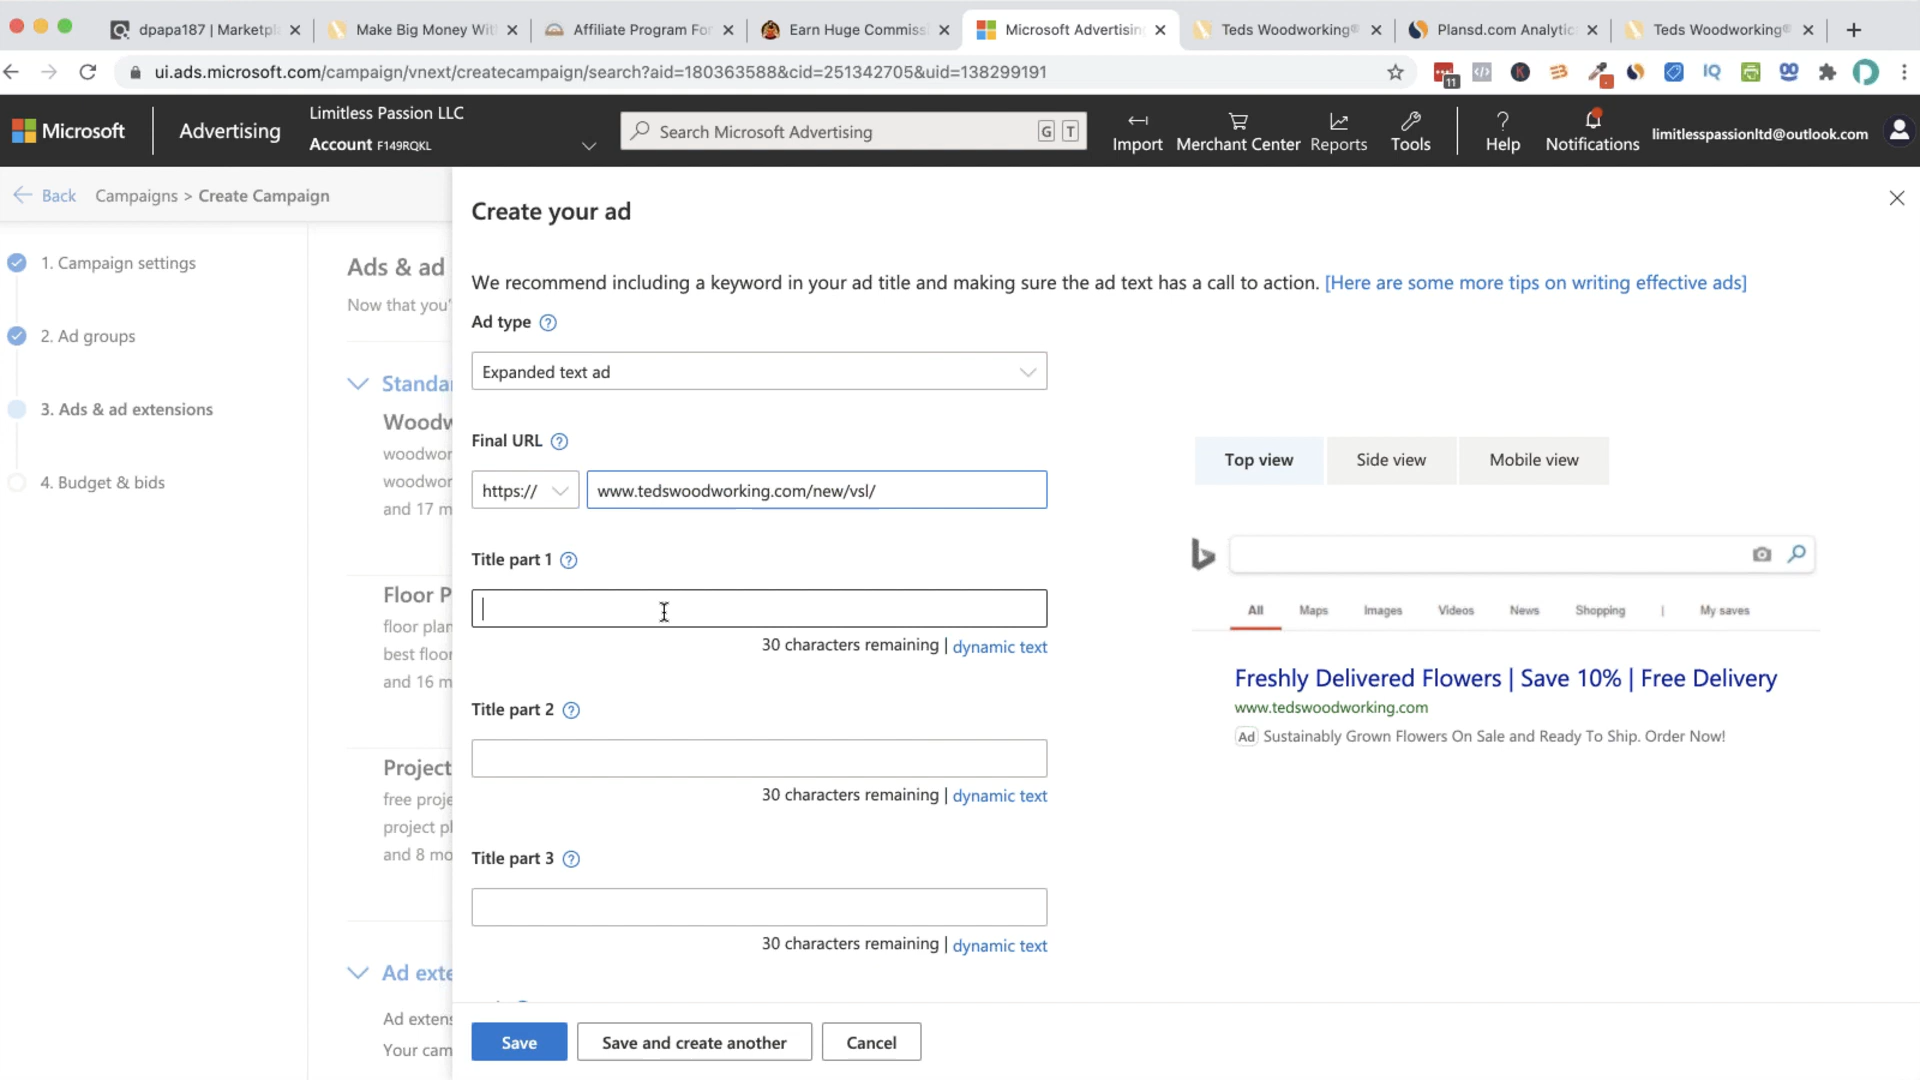 dpapa187 | Marketpl
Make Big Money Wit
Affiliate Program For
Earn Huge Commissi
Microsoft Advertising
Teds Woodworking®
Plansd.com Analytic
Teds Woodworking®
ui.ads.microsoft.com/campaign/vnext/createcampaign/search?aid=180363588&cid=251342705&uid=138299191
11
K
IQ
Microsoft
Advertising
Limitless Passion LLC
Account F149RQKL
Search Microsoft Advertising
G T
Import
Merchant Center
Reports
Tools
Help
Notifications
limitlesspassionltd@outlook.com
Back
Campaigns > Create Campaign
1. Campaign settings
2. Ad groups
3. Ads & ad extensions
4. Budget & bids
Ads & ad
Now that you'
Standa
Woodw
woodwor
woodwor
and 17 m
Floor P
floor plan
best floor
and 16 m
Project
free proje
project pl
and 8 mo
Ad exte
Ad extens
Your cam
Create your ad
We recommend including a keyword in your ad title and making sure the ad text has a call to action. [Here are some more tips on writing effective ads]
Ad type ?
Expanded text ad
Final URL ?
https://
www.tedswoodworking.com/new/vsl/
Title part 1 ?
30 characters remaining | dynamic text
Title part 2 ?
30 characters remaining | dynamic text
Title part 3 ?
30 characters remaining | dynamic text
Save
Save and create another
Cancel
Top view
Side view
Mobile view
All
Maps
Images
Videos
News
Shopping
|
My saves
Freshly Delivered Flowers | Save 10% | Free Delivery
www.tedswoodworking.com
Ad Sustainably Grown Flowers On Sale and Ready To Ship. Order Now!